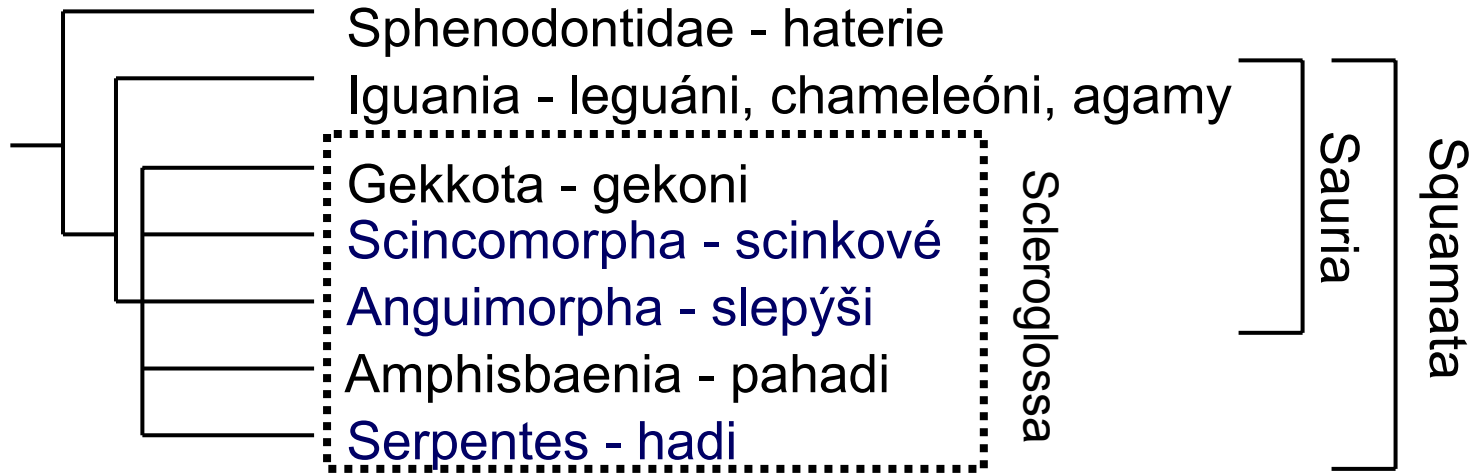 Sphenodontidae - haterie
Iguania - leguáni, chameleóni, agamy
Gekkota - gekoni
Scincomorpha - scinkové
Anguimorpha - slepýši
Amphisbaenia - pahadi
Serpentes - hadi
Scleroglossa
Sauria
Squamata